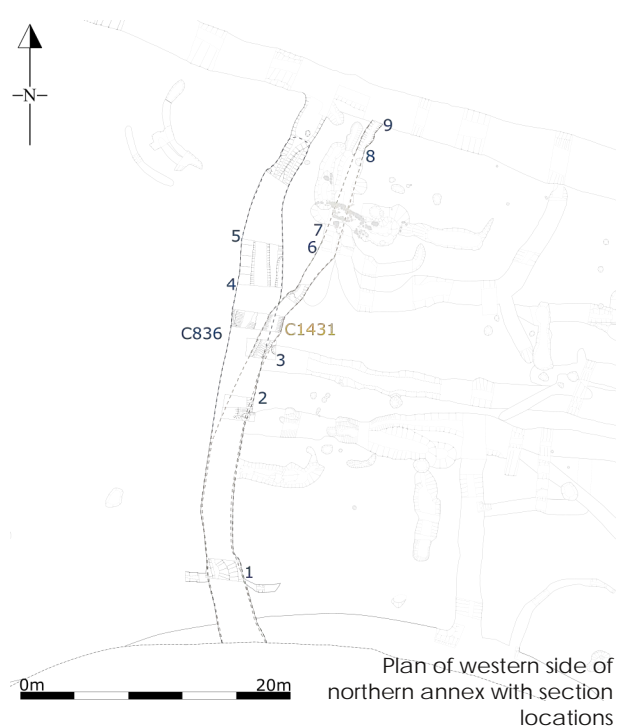 N
9
8
7
6
5
4
C836
C1431
3
2
1
0m
20m
Plan of western side of
northern annex with section
locations